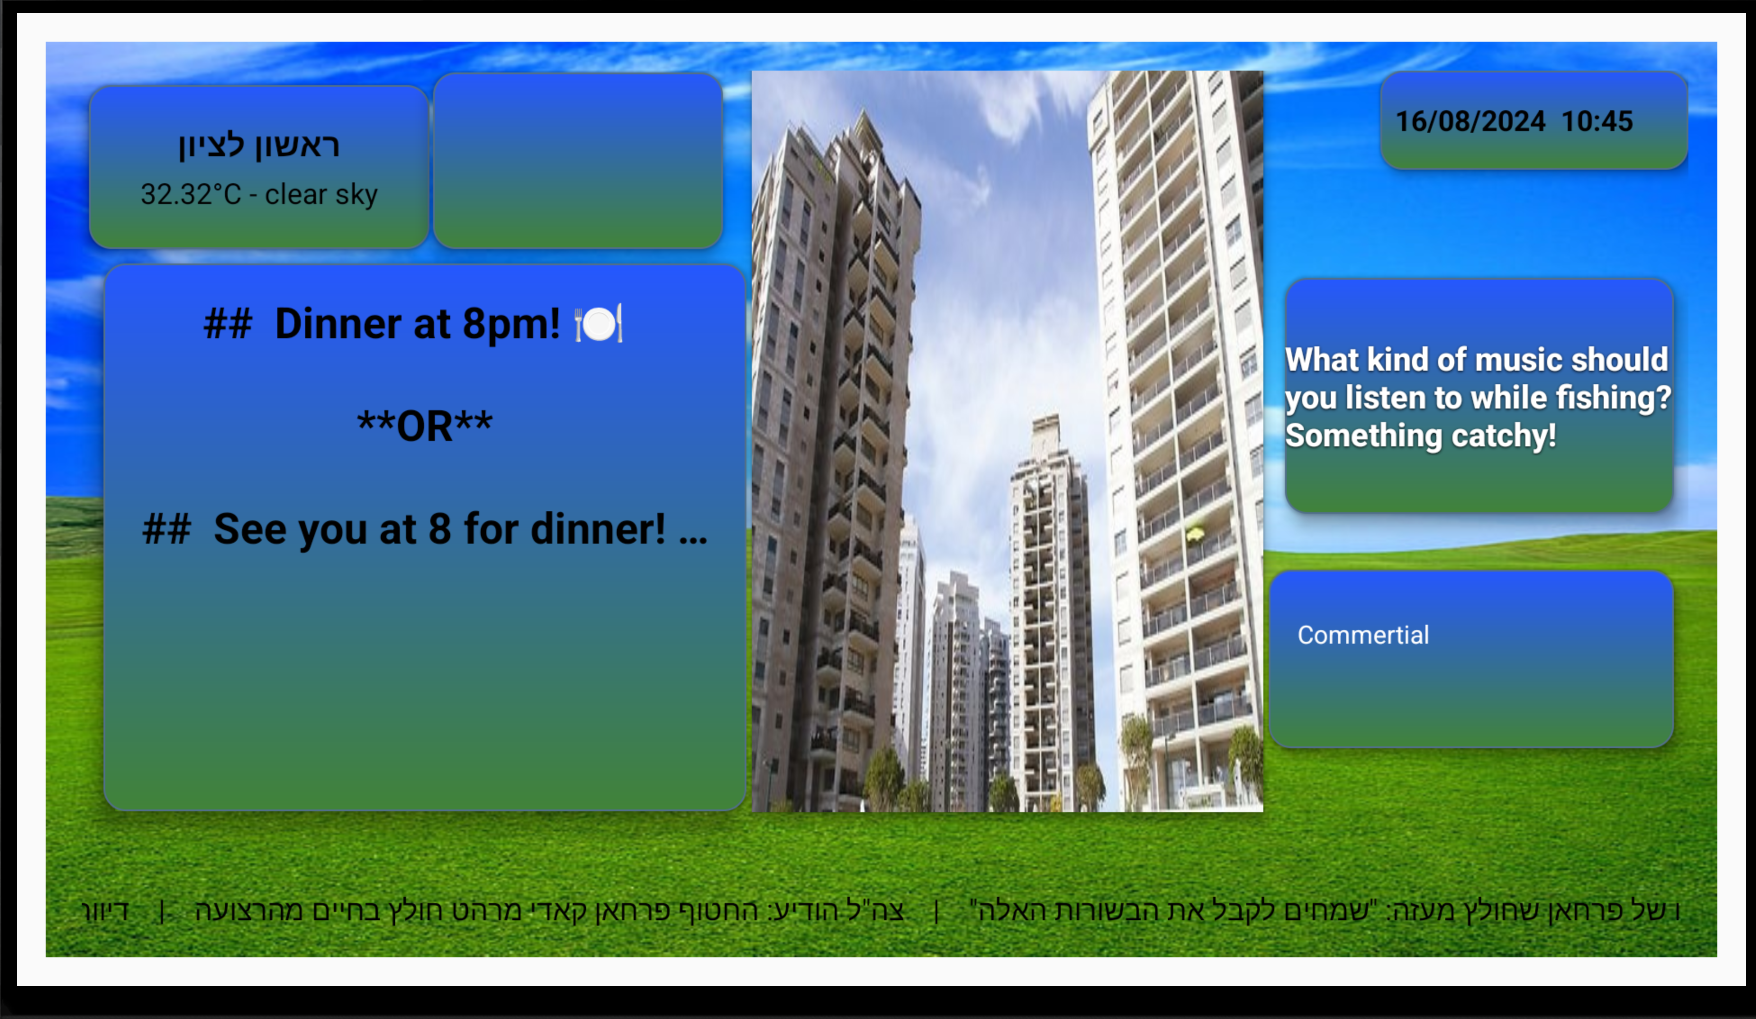 ראשון לציון
32.32°C - clear sky
16/08/2024 10:45
## Dinner at 8pm! 🍽️
**OR**
## See you at 8 for dinner! ...
What kind of music should
you listen to while fishing?
Something catchy!
Commertial
ו של פרחאן שחולץ מעזה: "שמחים לקבל את הבשורות האלה" | צה"ל הודיע: החטוף פרחאן קאדי מרהט חולץ בחיים מהרצועה | דיווו